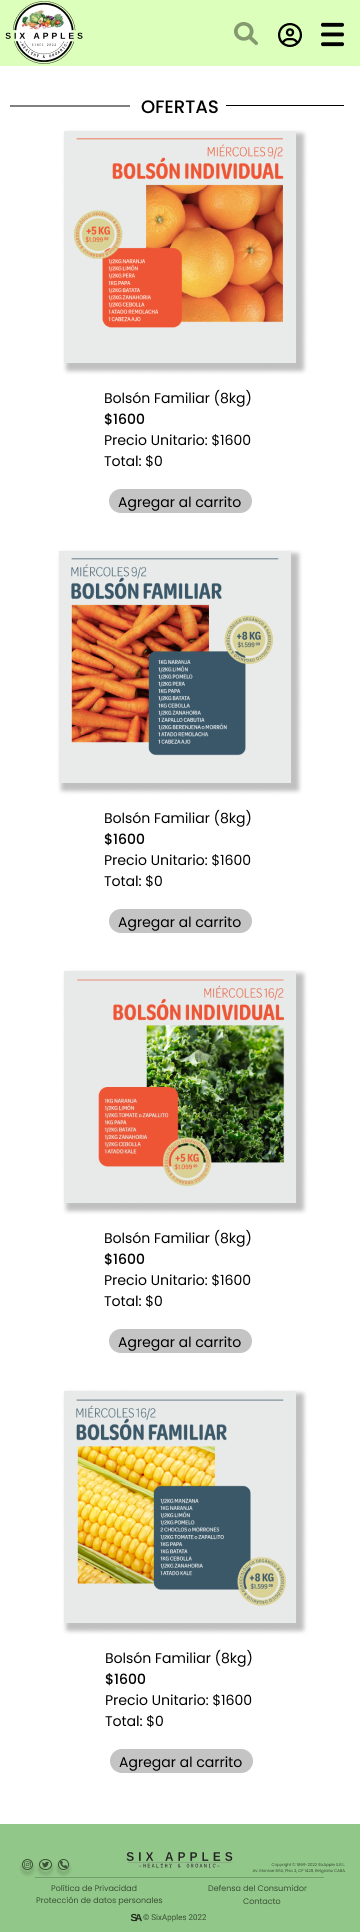 SIX APPLES
SINCE 2022
HEALTHY & ORGANIC
OFERTAS
MIÉRCOLES 9/2
BOLSÓN INDIVIDUAL
+5 KG
$1.099
1/2KG NARANJA
1/2KG LIMÓN
1/2KG PERA
1KG PAPA
1/2KG BATATA
1/2KG ZANAHORIA
1/2KG CEBOLLA
1 ATADO REMOLACHA
1 CABEZA AJO
Bolsón Familiar (8kg)
$1600
Precio Unitario: $1600
Total: $0
Agregar al carrito
MIÉRCOLES 9/2
BOLSÓN FAMILIAR
+8 KG
$1.599
1KG NARANJA
1/2KG LIMÓN
1/2KG POMELO
1/2KG PERA
1KG PAPA
1/2KG BATATA
1KG CEBOLLA
1/2KG ZANAHORIA
1 ZAPALLO CABUTIA
1/2KG BERENJENA o MORRÓN
1 ATADO REMOLACHA
1 CABEZA AJO
Bolsón Familiar (8kg)
$1600
Precio Unitario: $1600
Total: $0
Agregar al carrito
MIÉRCOLES 16/2
BOLSÓN INDIVIDUAL
1KG NARANJA
1/2KG LIMÓN
1/2KG TOMATE o ZAPALLITO
1KG PAPA
1/2KG BATATA
1/2KG ZANAHORIA
1/2KG CEBOLLA
1 ATADO KALE
+5 KG
$1.099
Bolsón Familiar (8kg)
$1600
Precio Unitario: $1600
Total: $0
Agregar al carrito
MIÉRCOLES 16/2
BOLSÓN FAMILIAR
1/2KG MANZANA
1KG NARANJA
1/2KG LIMÓN
1/2KG POMELO
2 CHOCLOS o MORRONES
1/2KG TOMATE o ZAPALLITO
1KG PAPA
1KG BATATA
1KG CEBOLLA
1/2KG ZANAHORIA
1 ATADO KALE
+8 KG
$1.599
Bolsón Familiar (8kg)
$1600
Precio Unitario: $1600
Total: $0
Agregar al carrito
SIX APPLES
-HEALTHY & ORGANIC-
Política de Privacidad
Defensa del Consumidor
Protección de datos personales
Contacto
SA © SixApples 2022